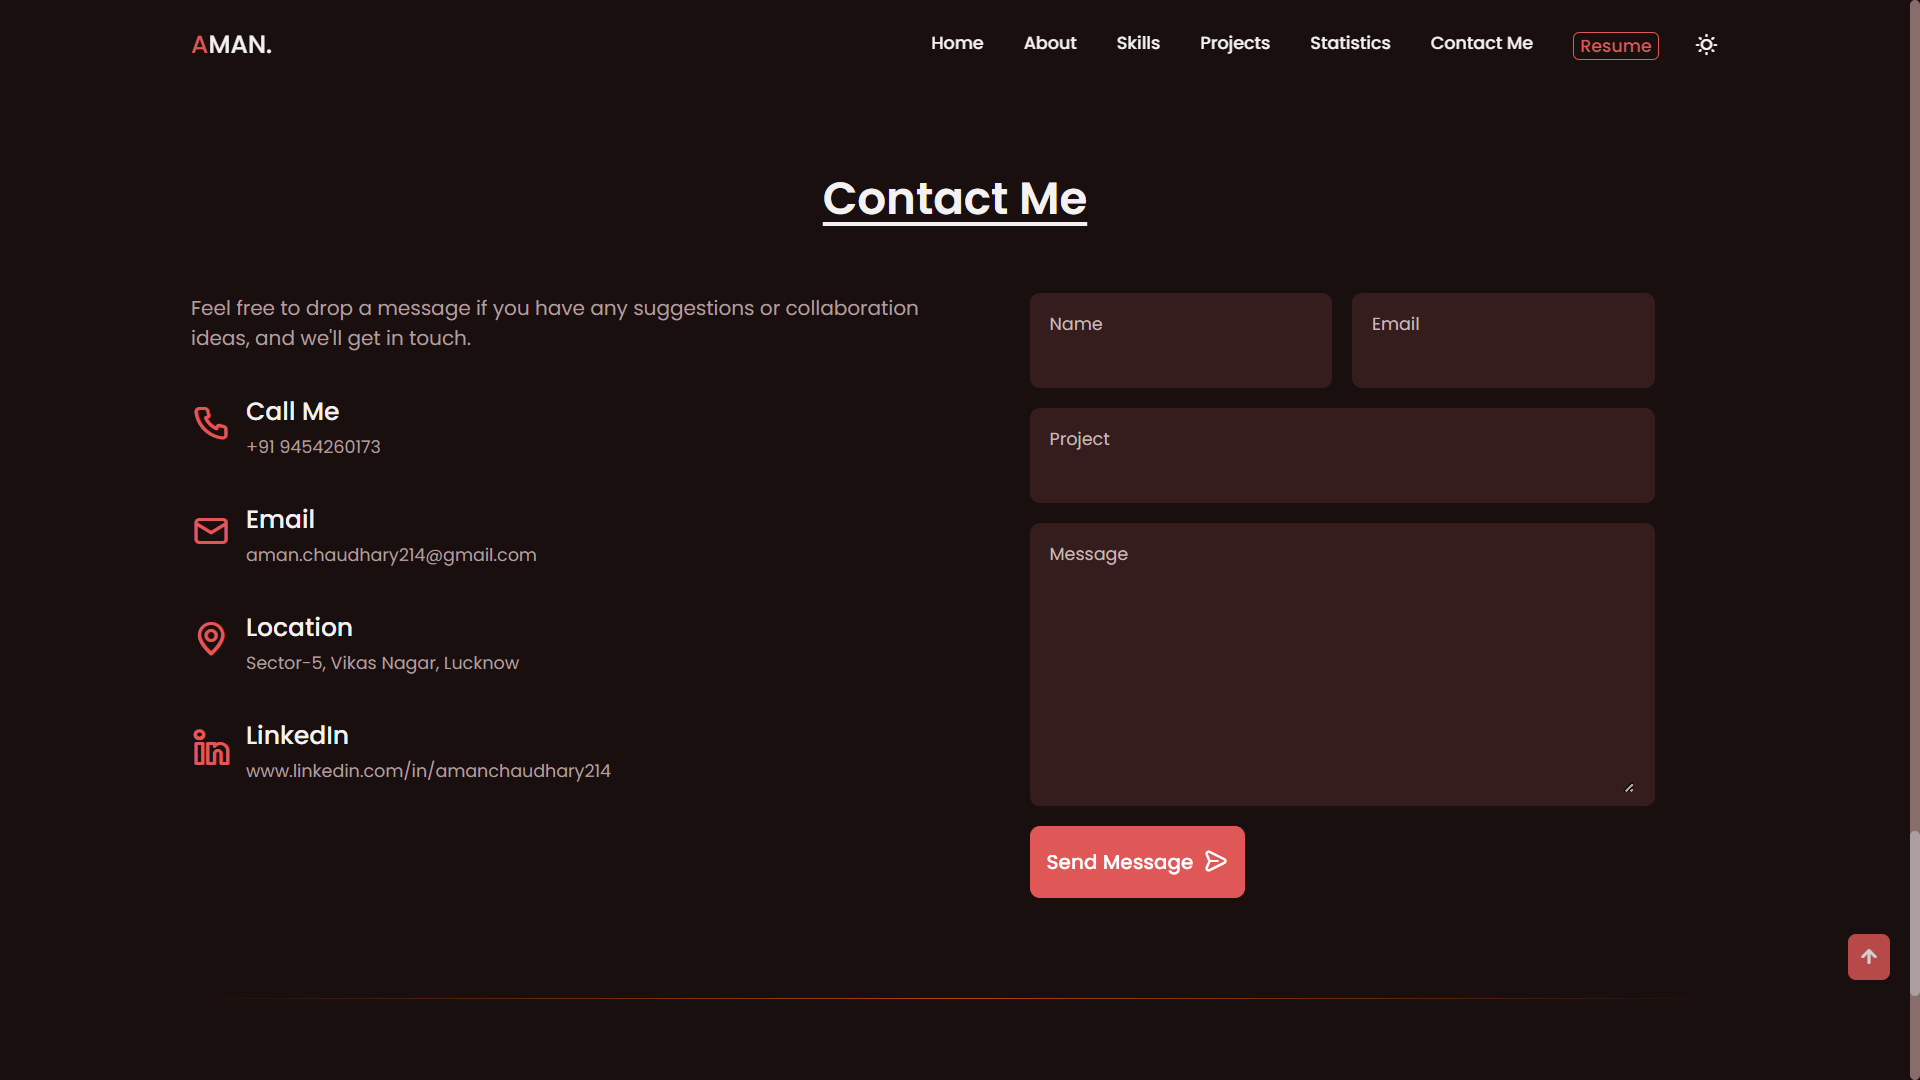 AMAN.
Home
About
Skills
Projects
Statistics
Contact Me
Resume
Contact Me
Feel free to drop a message if you have any suggestions or collaboration
ideas, and we'll get in touch.
Call Me
+91 9454260173
Email
aman.chaudhary214@gmail.com
Location
Sector-5, Vikas Nagar, Lucknow
LinkedIn
www.linkedin.com/in/amanchaudhary214
Name
Email
Project
Message
Send Message